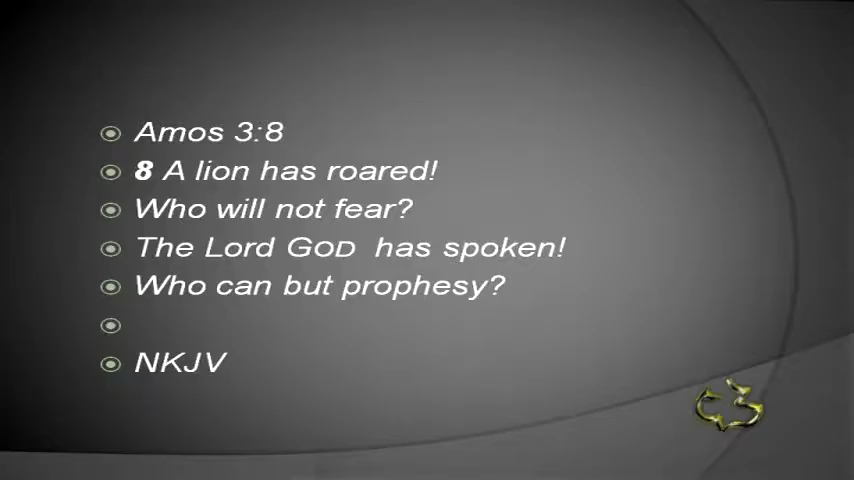 Amos 3:8
8 A lion has roared!
Who will not fear?
The Lord GOD has spoken!
Who can but prophesy?
NKJV